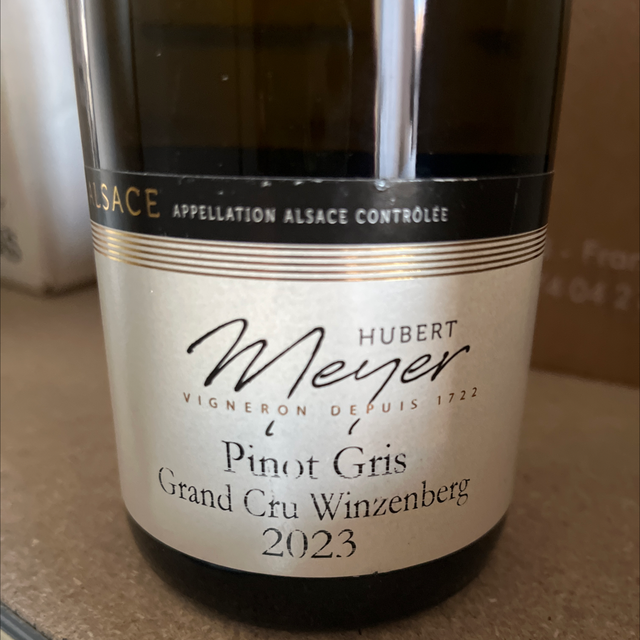 ALSACE APPELLATION ALSACE CONTRÔLÉE
HUBERT
Meyer
VIGNERON DEPUIS 1722
Pinot Gris
Grand Cru Winzenberg
2023